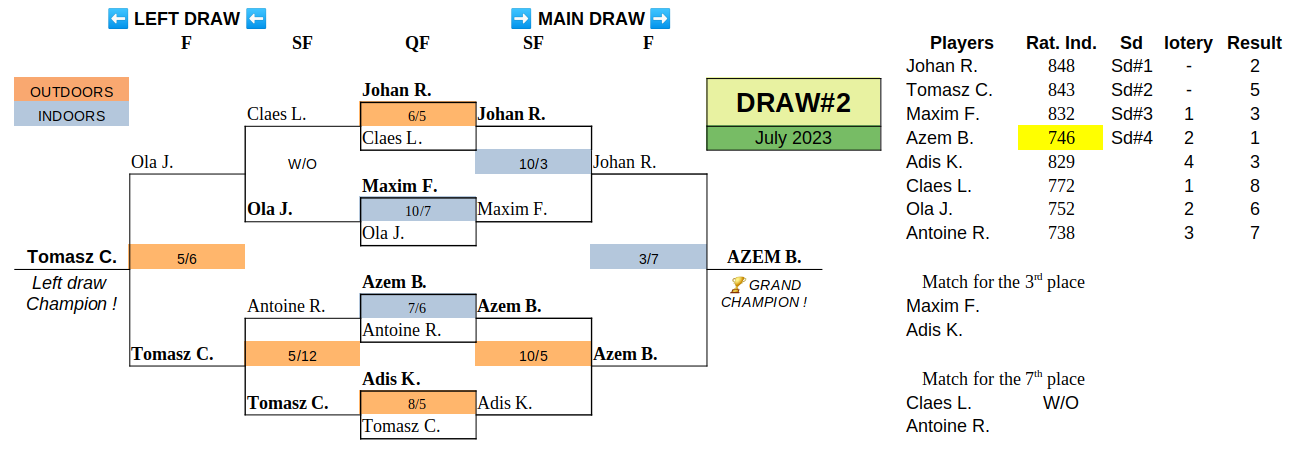 ⬅ LEFT DRAW ⬅ ➡ MAIN DRAW ➡
F SF QF SF F
OUTDOORS
INDOORS
Johan R.
Claes L. 6/5 Johan R.
Claes L.
Ola J. W/O 10/3 Johan R.
Maxim F.
Ola J. 10/7 Maxim F.
Ola J.
Tomasz C. 5/6 3/7 AZEM B.
Left draw
Champion !
🏆 GRAND
CHAMPION !
Azem B.
Antoine R. 7/6 Azem B.
Antoine R.
Tomasz C. 5/12 10/5 Azem B.
Adis K.
Tomasz C. 8/5 Adis K.
Tomasz C.
DRAW#2
July 2023
Players Rat. Ind. Sd lotery Result
Johan R. 848 Sd#1 - 2
Tomasz C. 843 Sd#2 - 5
Maxim F. 832 Sd#3 1 3
Azem B. 746 Sd#4 2 1
Adis K. 829 4 3
Claes L. 772 1 8
Ola J. 752 2 6
Antoine R. 738 3 7
Match for the 3rd place
Maxim F.
Adis K.
Match for the 7th place
Claes L. W/O
Antoine R.